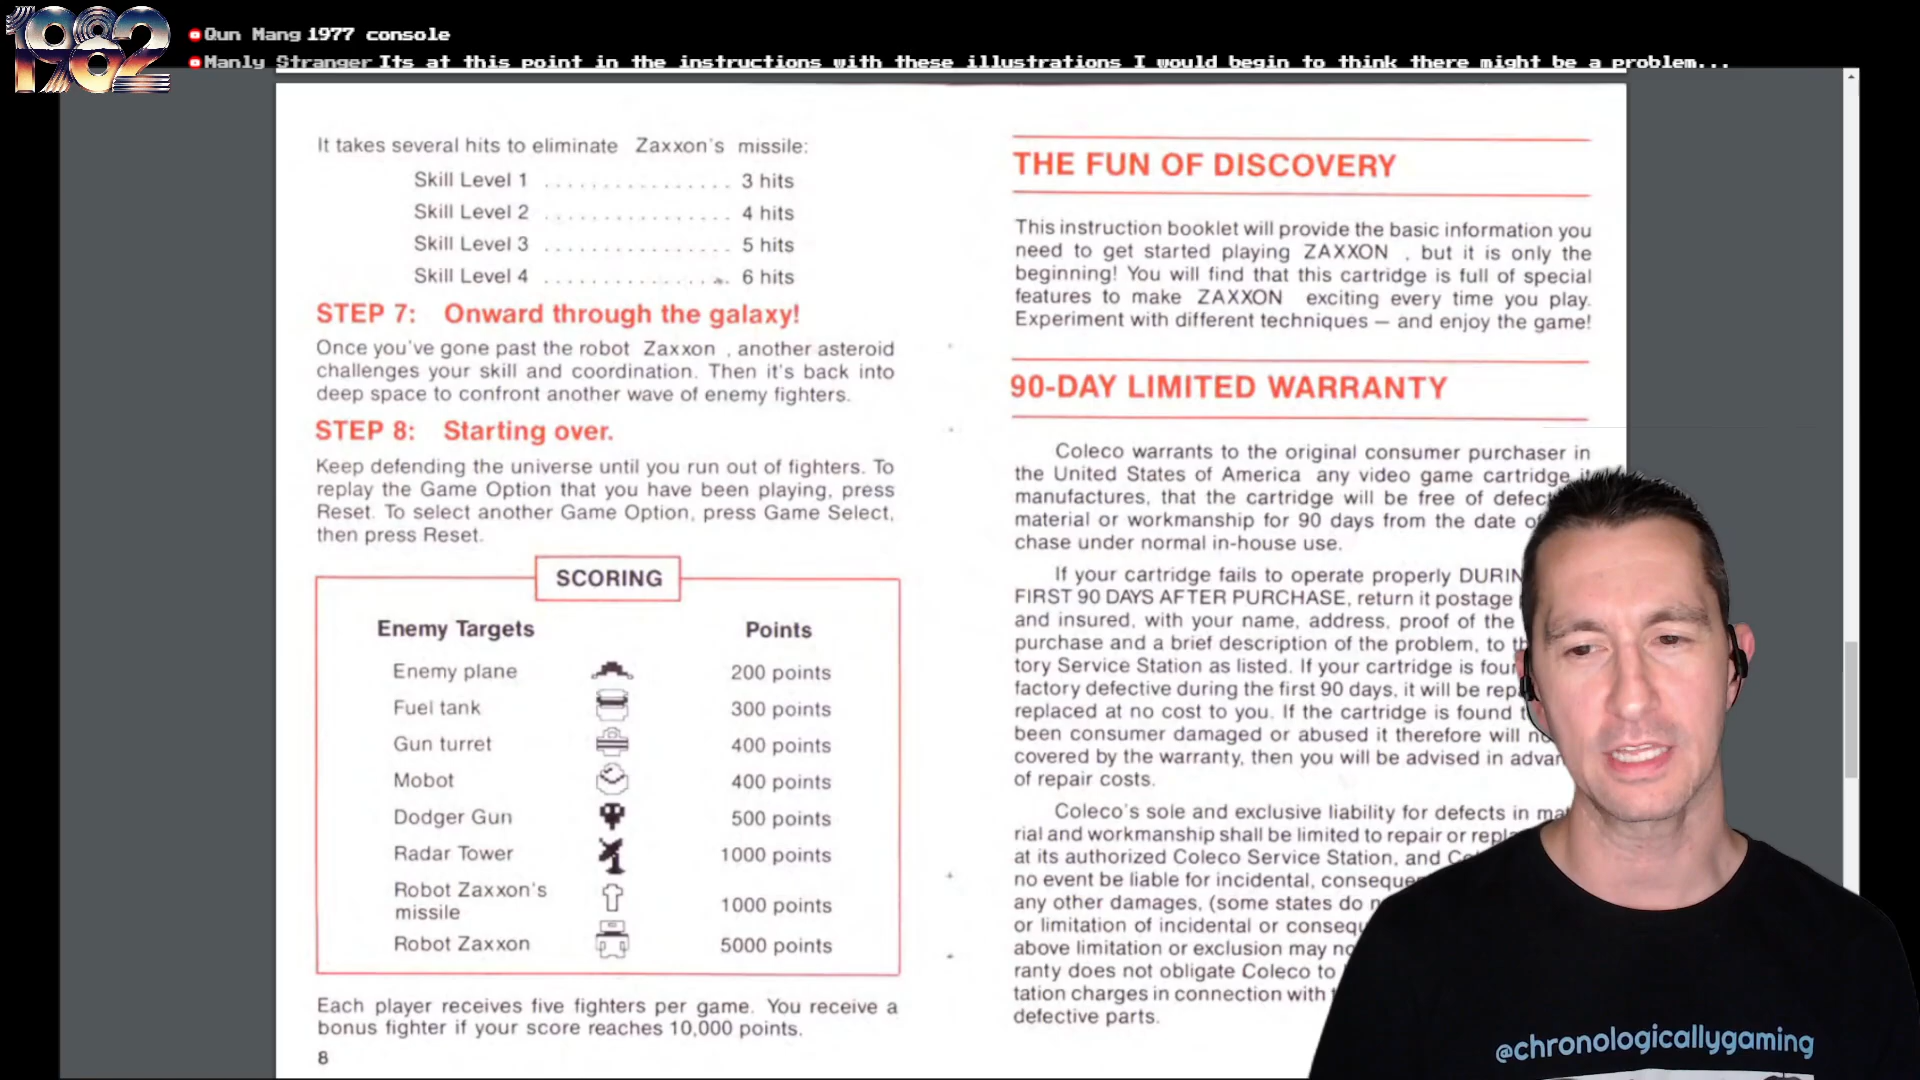 1982
Qun Mang 1977 console
Manly Stranger Its at this point in the instructions with these illustrations I would begin to think there might be a problem...
It takes several hits to eliminate Zaxxon's missile:
Skill Level 1 ................ 3 hits
Skill Level 2 ................ 4 hits
Skill Level 3 ................ 5 hits
Skill Level 4 ................ 6 hits
STEP 7: Onward through the galaxy!
Once you've gone past the robot Zaxxon , another asteroid
challenges your skill and coordination. Then it's back into
deep space to confront another wave of enemy fighters.
STEP 8: Starting over.
Keep defending the universe until you run out of fighters. To
replay the Game Option that you have been playing, press
Reset. To select another Game Option, press Game Select,
then press Reset.
SCORING
Enemy Targets Points
Enemy plane 200 points
Fuel tank 300 points
Gun turret 400 points
Mobot 400 points
Dodger Gun 500 points
Radar Tower 1000 points
Robot Zaxxon's
missile 1000 points
Robot Zaxxon 5000 points
Each player receives five fighters per game. You receive a
bonus fighter if your score reaches 10,000 points.
8
THE FUN OF DISCOVERY
This instruction booklet will provide the basic information you
need to get started playing ZAXXON , but it is only the
beginning! You will find that this cartridge is full of special
features to make ZAXXON exciting every time you play.
Experiment with different techniques — and enjoy the game!
90-DAY LIMITED WARRANTY
Coleco warrants to the original consumer purchaser in
the United States of America any video game cartridge it
manufactures, that the cartridge will be free of defec
material or workmanship for 90 days from the date o
chase under normal in-house use.
If your cartridge fails to operate properly DURIN
FIRST 90 DAYS AFTER PURCHASE, return it postage
and insured, with your name, address, proof of the
purchase and a brief description of the problem, to th
tory Service Station as listed. If your cartridge is fou
factory defective during the first 90 days, it will be rep
replaced at no cost to you. If the cartridge is found t
been consumer damaged or abused it therefore will no
covered by the warranty, then you will be advised in advan
of repair costs.
Coleco's sole and exclusive liability for defects in ma
rial and workmanship shall be limited to repair or repl
at its authorized Coleco Service Station, and Co
no event be liable for incidental, conseque
any other damages, (some states do n
or limitation of incidental or consequ
above limitation or exclusion may no
ranty does not obligate Coleco to
tation charges in connection with
defective parts.
@chronologicallygaming